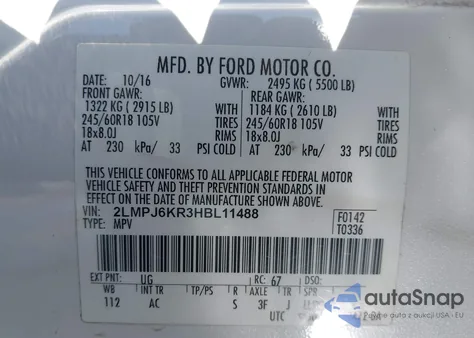 MFD. BY FORD MOTOR CO.
DATE: 10/16 GVWR: 2495 KG ( 5500 LB)
FRONT GAWR: REAR GAWR:
1322 KG ( 2915 LB) 1184 KG ( 2610 LB)
245/60R18 105V TIRES 245/60R18 105V TIRES
18x8.0J RIMS 18x8.0J RIMS
AT 230 kPa/ 33 PSI COLD AT 230 kPa/ 33 PSI COLD
THIS VEHICLE CONFORMS TO ALL APPLICABLE FEDERAL MOTOR
VEHICLE SAFETY AND THEFT PREVENTION STANDARDS IN
EFFECT ON THE DATE OF MANUFACTURE SHOWN ABOVE.
VIN: 2LMPJ6KR3HBL11488 F0142
TYPE: MPV T0336
EXT PNT: UG RC: 67 DSO:
WB INT TR TP/PS R AXLE TR SPR
112 AC S 3F J
UTC
autoSnap